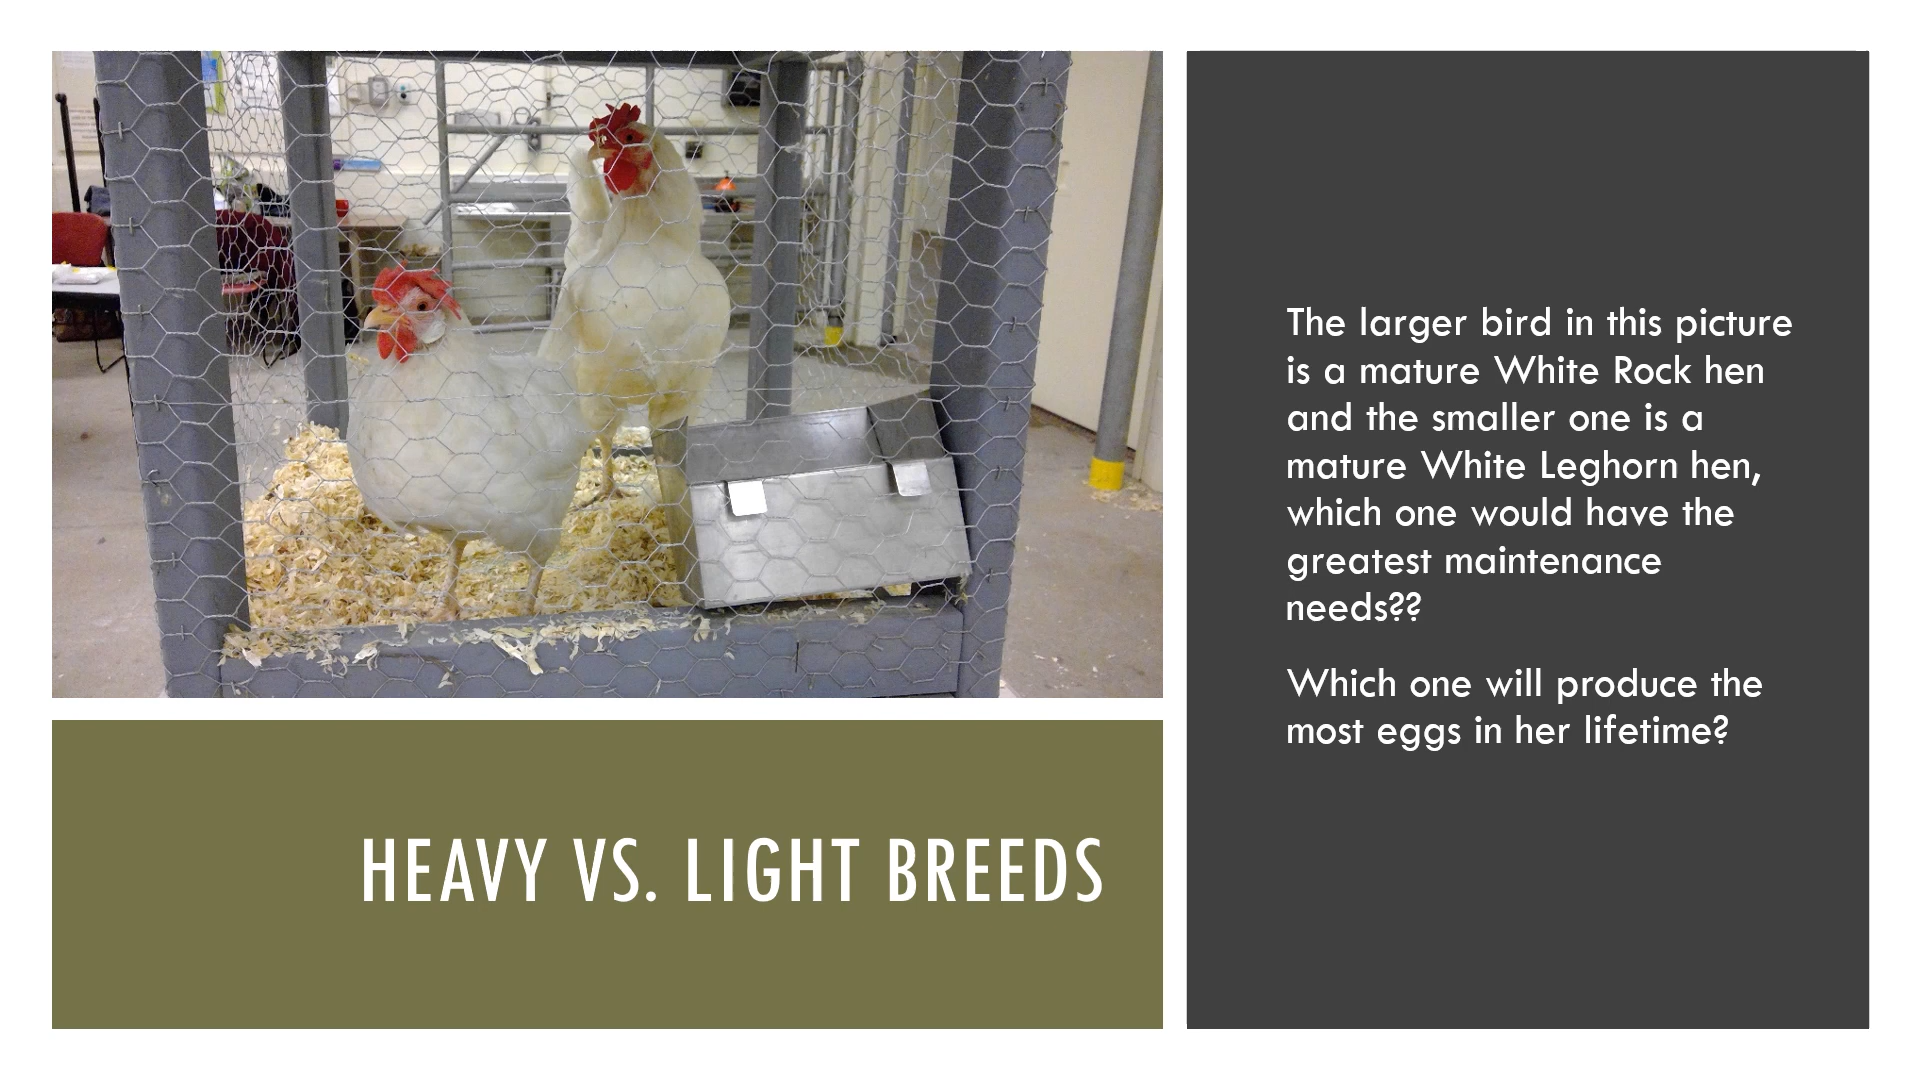 HEAVY VS. LIGHT BREEDS
The larger bird in this picture
is a mature White Rock hen
and the smaller one is a
mature White Leghorn hen,
which one would have the
greatest maintenance
needs??
Which one will produce the
most eggs in her lifetime?